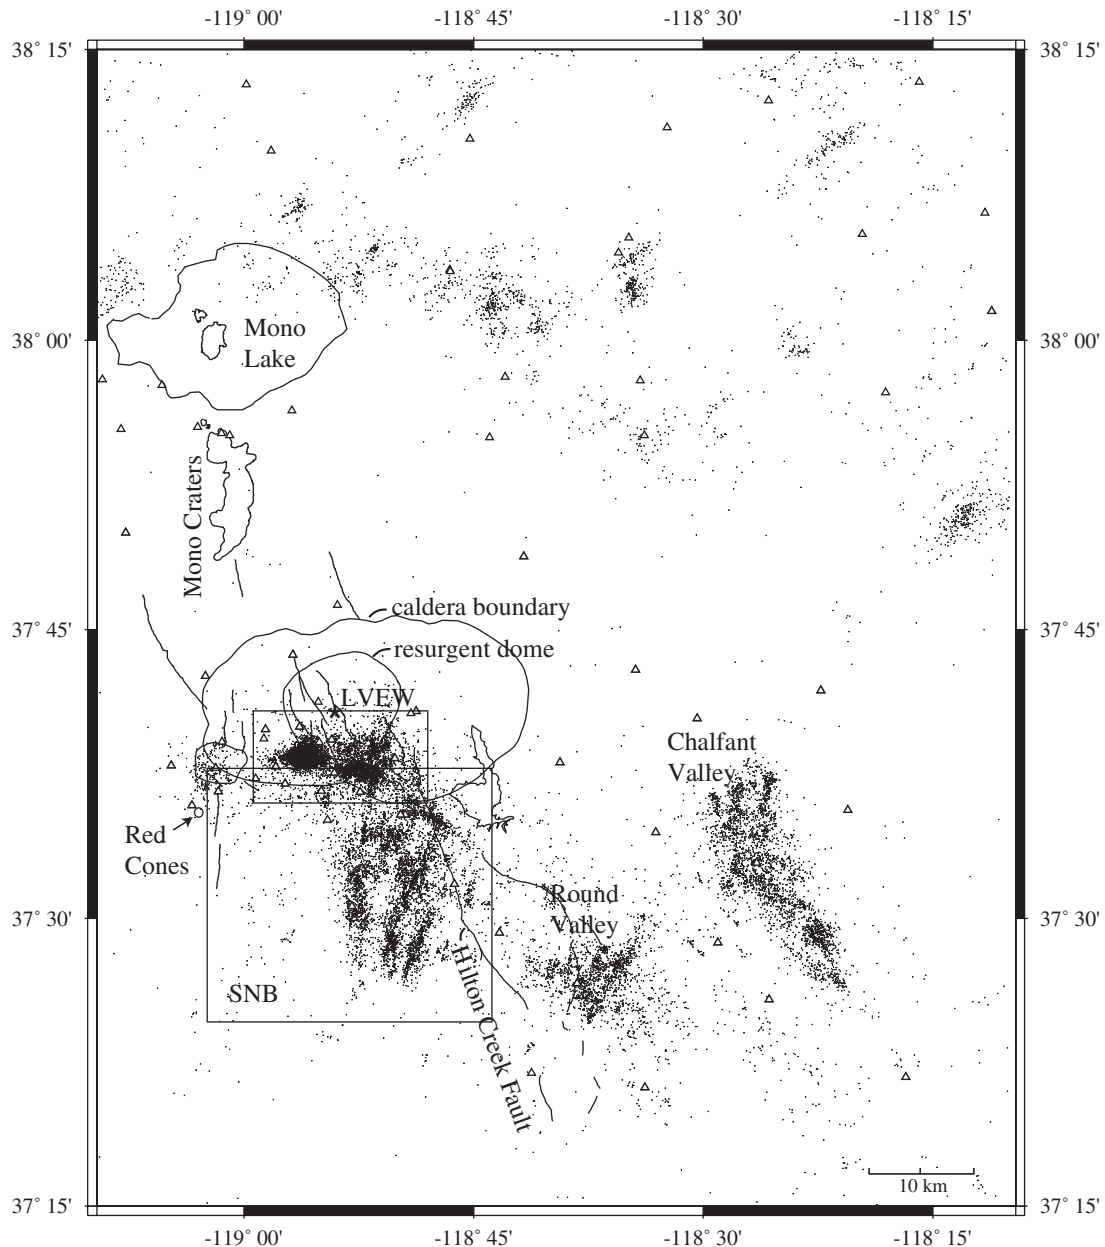 -119° 00'
-118° 45'
-118° 30'
-118° 15'
38° 15'
38° 15'
Mono
Lake
38° 00'
38° 00'
Mono Craters
caldera boundary
37° 45'
37° 45'
resurgent dome
LVEW
Chalfant
Valley
Red
Cones
Round
Valley
37° 30'
37° 30'
SNB
Hilton Creek Fault
10 km
37° 15'
37° 15'
-119° 00'
-118° 45'
-118° 30'
-118° 15'